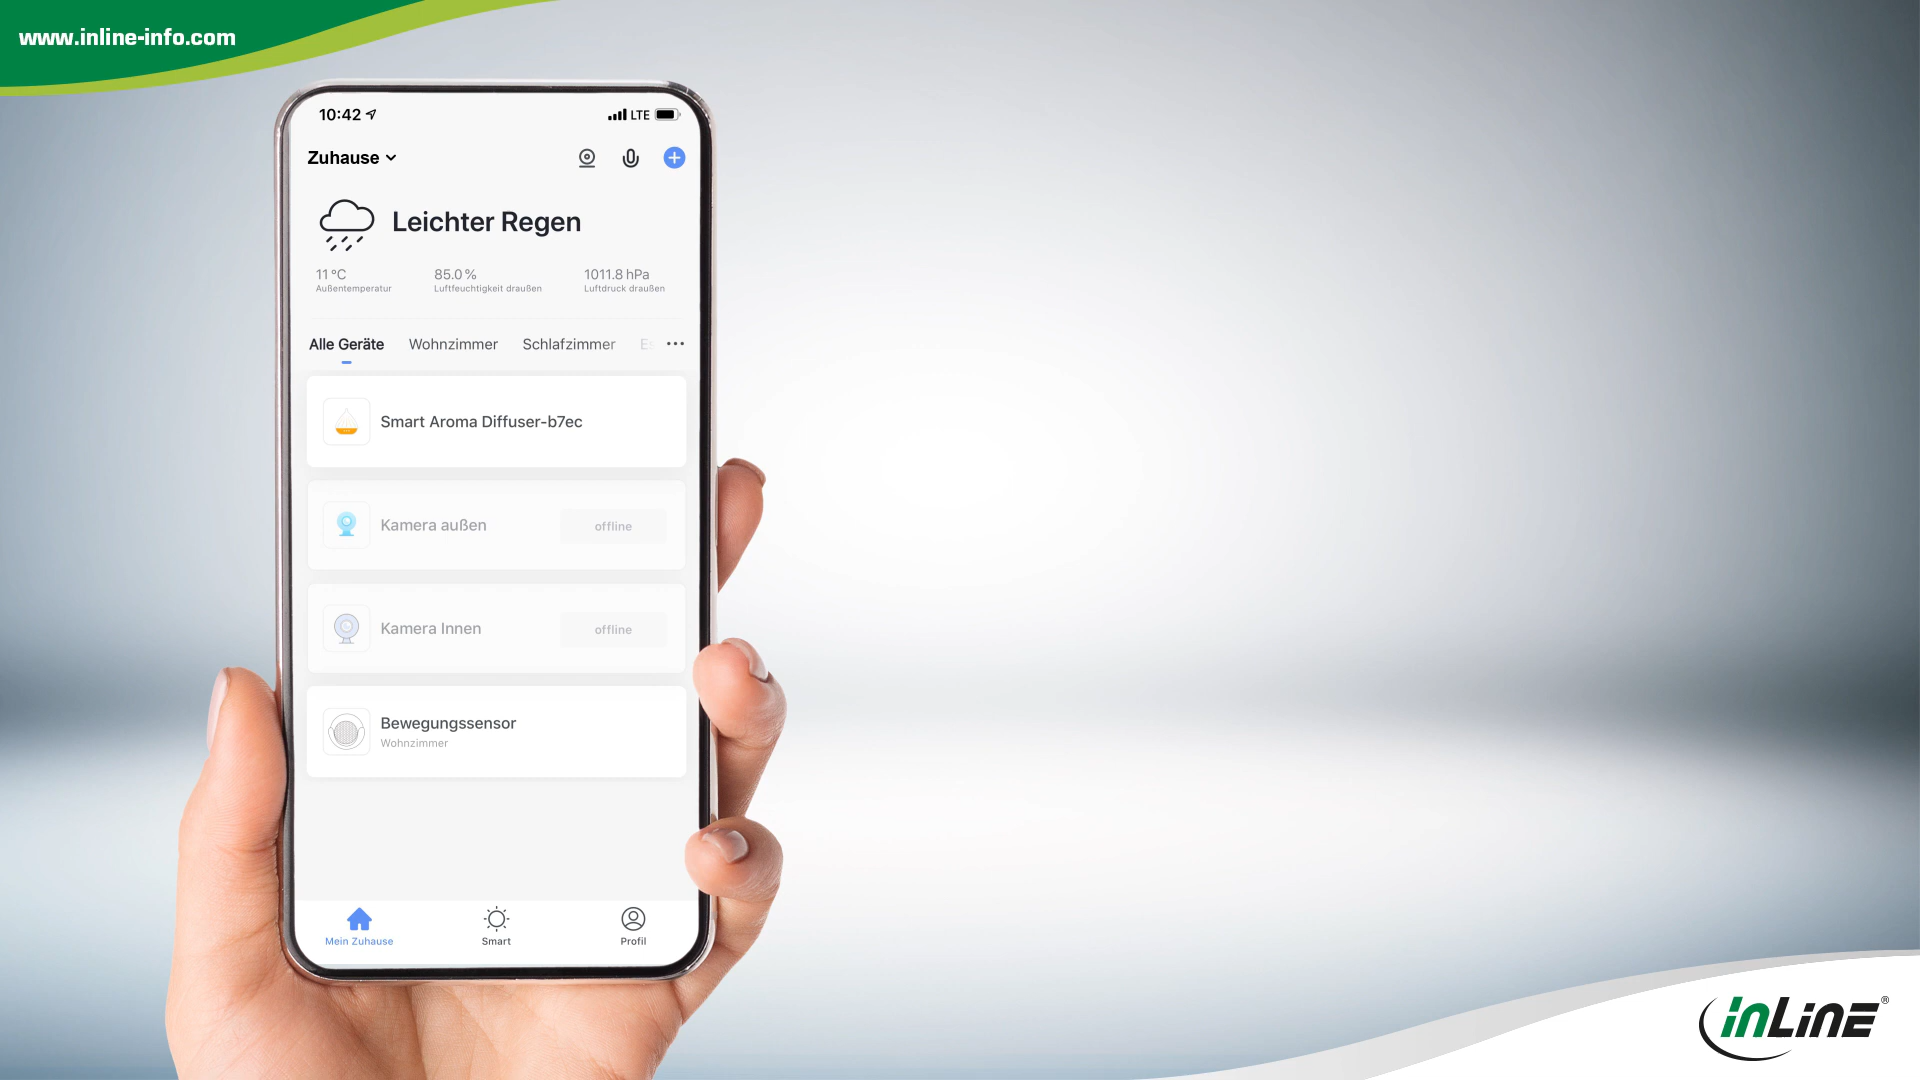 www.inline-info.com
10:42
LTE
Zuhause
Leichter Regen
11 °C
85.0 %
1011.8 hPa
Außentemperatur
Luftfeuchtigkeit draußen
Luftdruck draußen
Alle Geräte
Wohnzimmer
Schlafzimmer
Es
Smart Aroma Diffuser-b7ec
Kamera außen
offline
Kamera Innen
offline
Bewegungssensor
Wohnzimmer
Mein Zuhause
Smart
Profil
inLine®